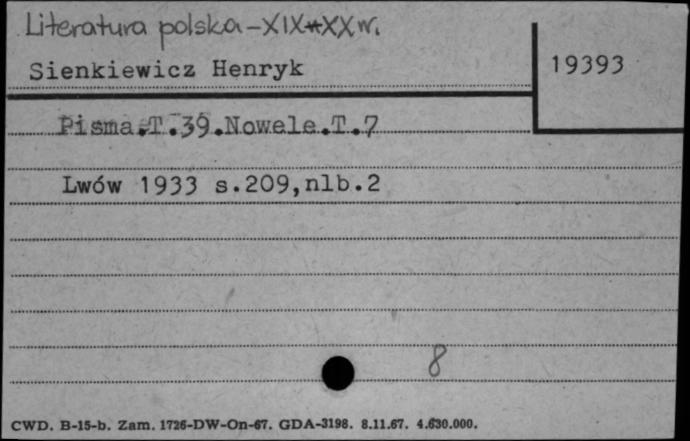 Literatura polska-XIX*XXw.
Sienkiewicz Henryk
19393
Pisma.T.39.Nowele.T.7
Lwów 1933 s.209,nlb.2
8
CWD. B-15-b. Zam. 1726-DW-On-67. GDA-3198. 8.11.67. 4.630.000.